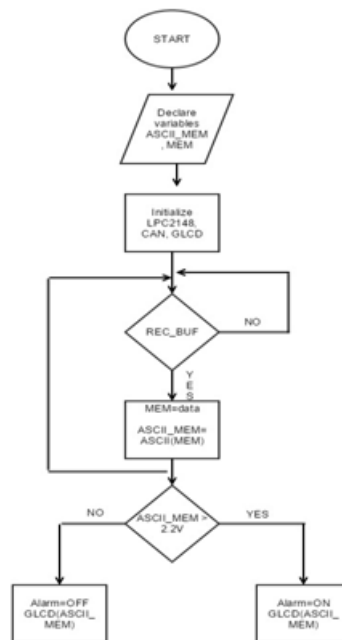 START
Declare
variables
ASCII_MEM
, MEM
Initialize
LPC2148,
CAN, GLCD
REC_BUF
NO
YES
MEM=data
ASCII_MEM=
ASCII(MEM)
ASCII_MEM >
2.2V
NO
YES
Alarm=OFF
GLCD(ASCII_
MEM)
Alarm=ON
GLCD(ASCII_
MEM)